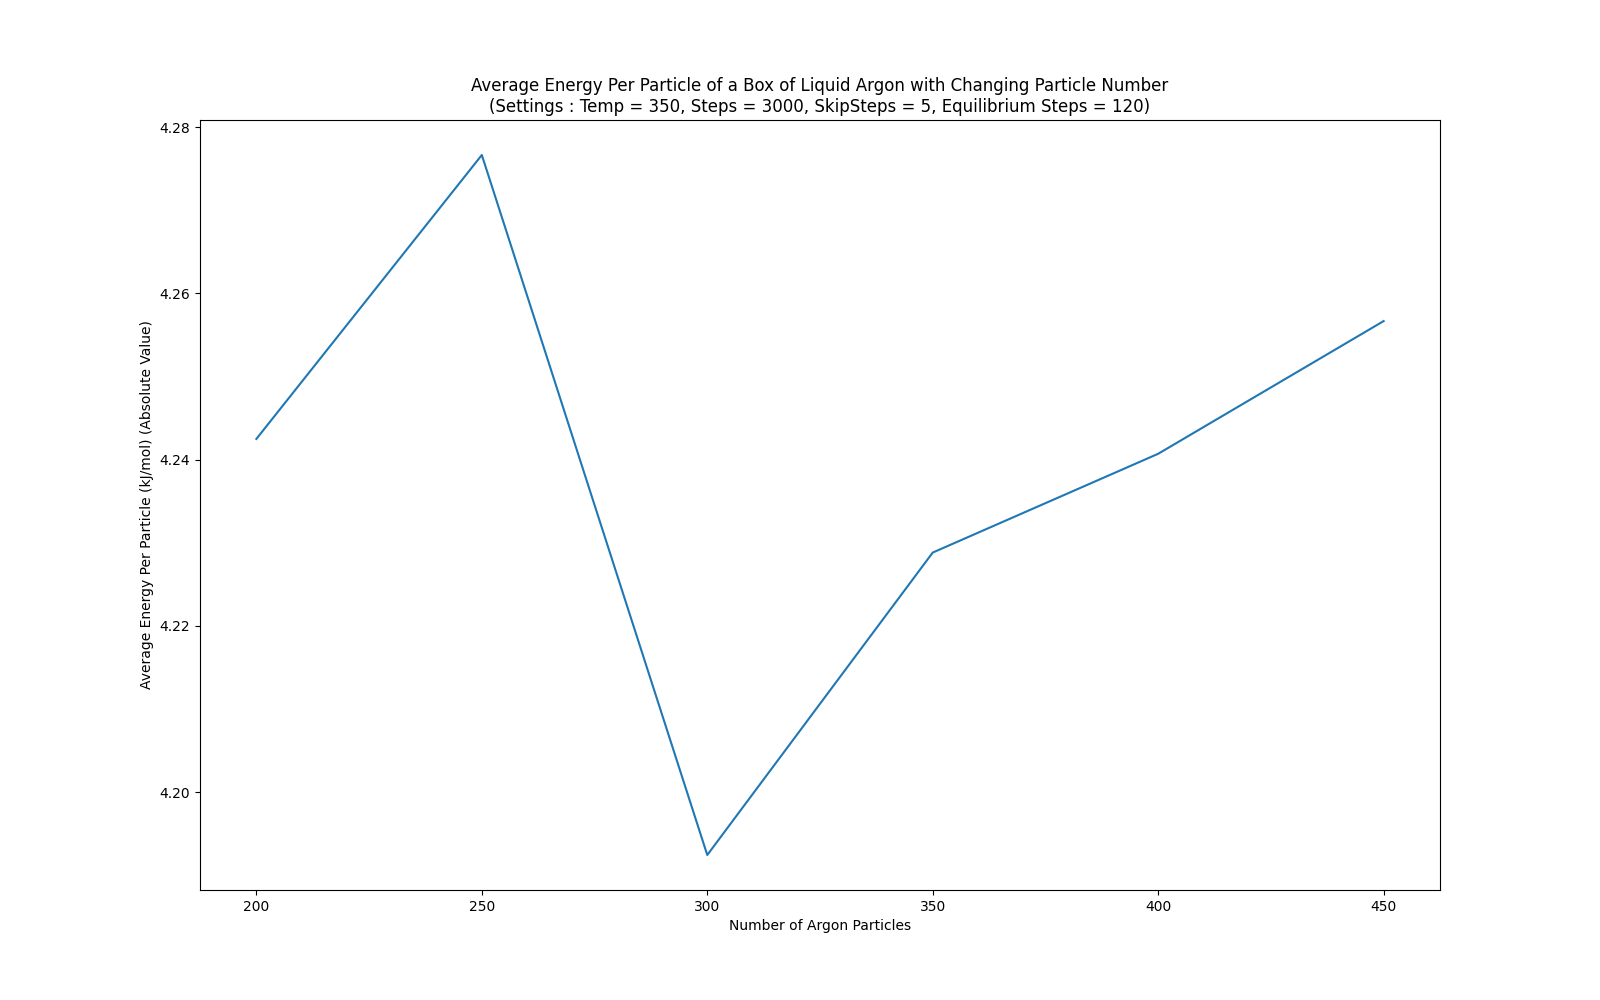 Average Energy Per Particle of a Box of Liquid Argon with Changing Particle Number
(Settings : Temp = 350, Steps = 3000, SkipSteps = 5, Equilibrium Steps = 120)
Average Energy Per Particle (kJ/mol) (Absolute Value)
4.28
4.26
4.24
4.22
4.20
200 250 300 350 400 450
Number of Argon Particles